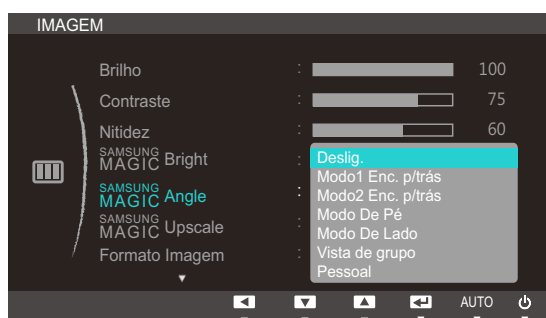 IMAGEM
Brilho : 100
Contraste : 75
Nitidez : 60
SAMSUNG MAGIC Bright :
SAMSUNG MAGIC Angle :
SAMSUNG MAGIC Upscale :
Formato Imagem :
Deslig.
Modo1 Enc. p/trás
Modo2 Enc. p/trás
Modo De Pé
Modo De Lado
Vista de grupo
Pessoal
AUTO